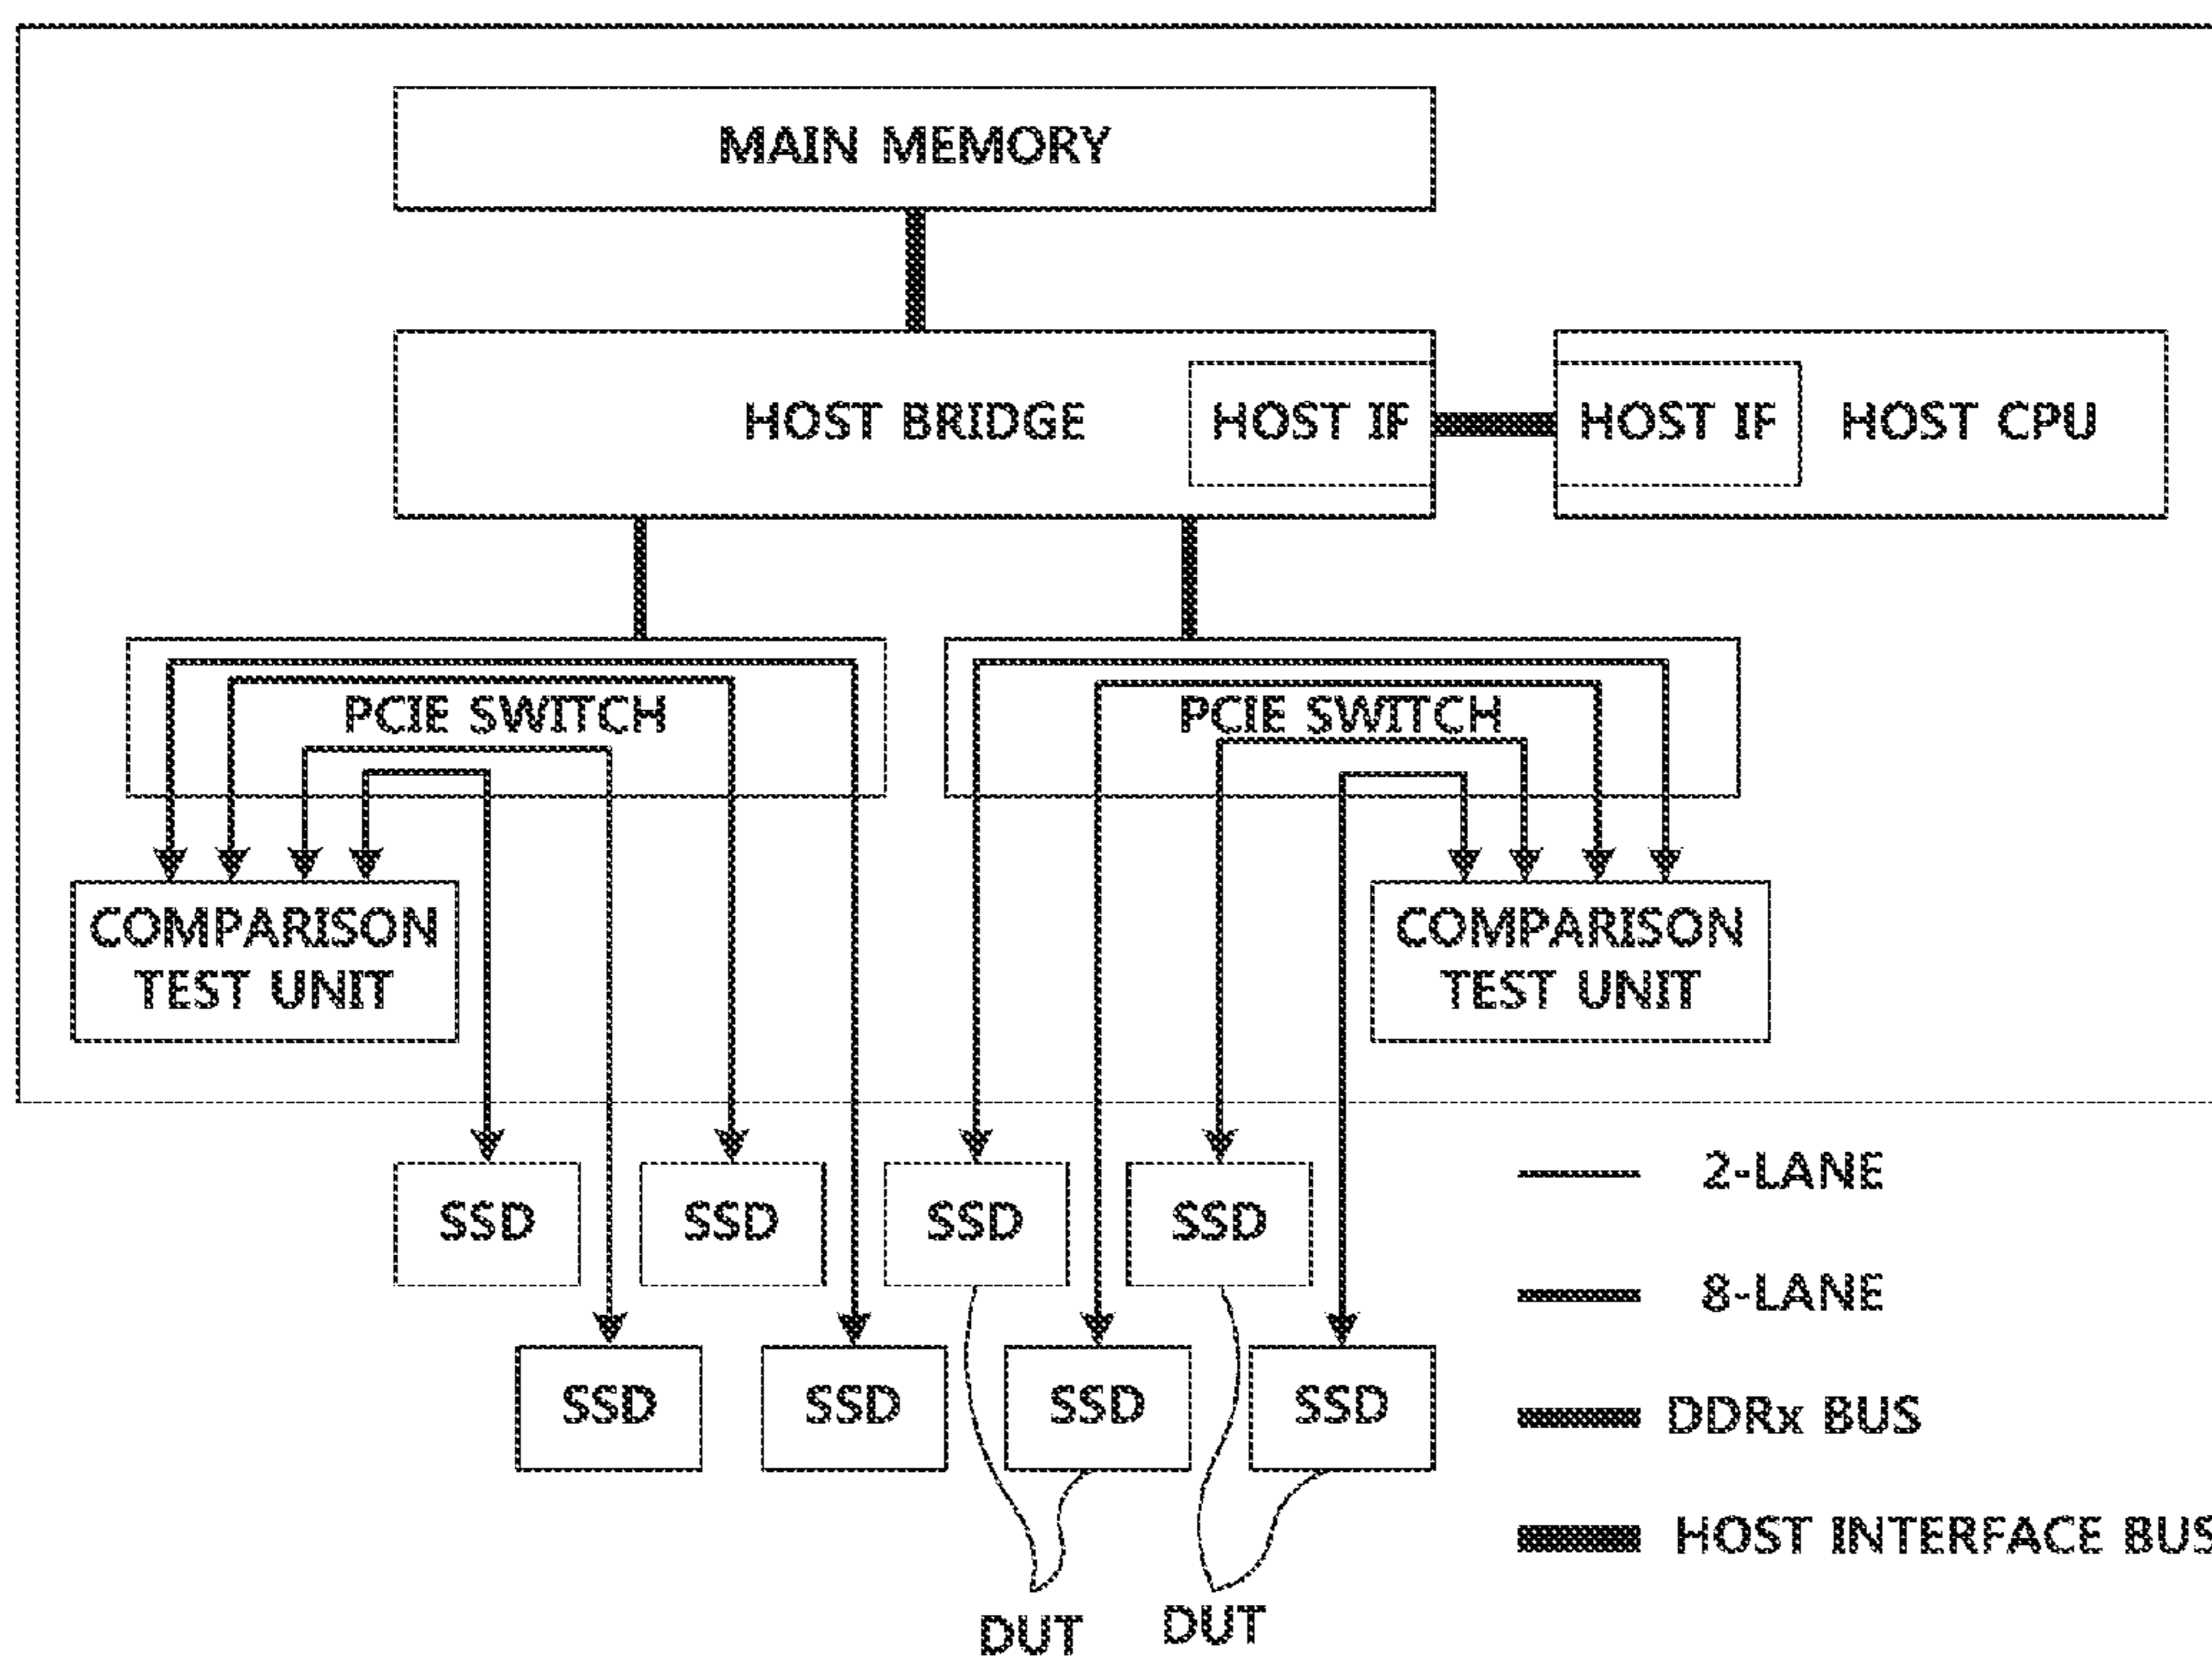 MAIN MEMORY
HOST BRIDGE
HOST IF
HOST IF
HOST CPU
PCIE SWITCH
PCIE SWITCH
COMPARISON
TEST UNIT
COMPARISON
TEST UNIT
SSD
SSD
SSD
SSD
SSD
SSD
SSD
SSD
DUT
DUT
2-LANE
8-LANE
DDRx BUS
HOST INTERFACE BUS